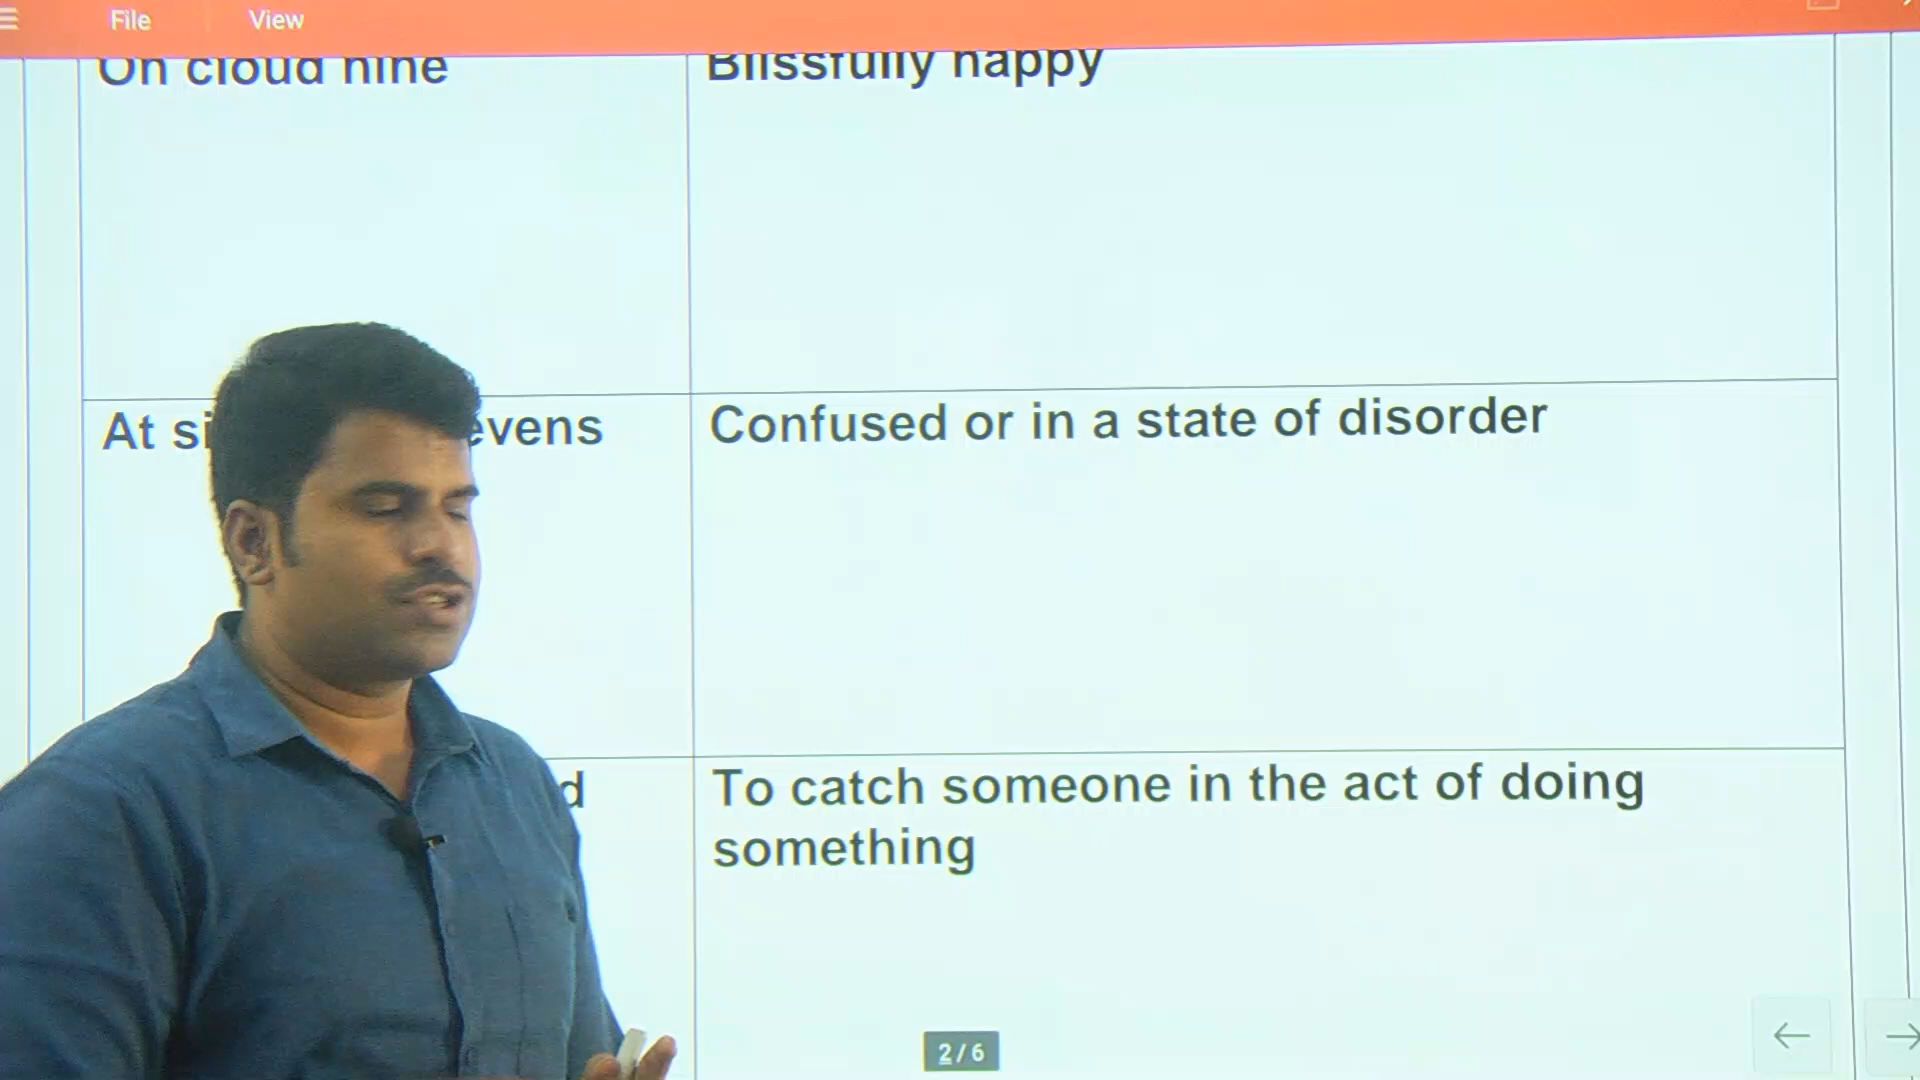 File View
On cloud nine Blissfully happy
At si evens Confused or in a state of disorder
d To catch someone in the act of doing
something
2/6